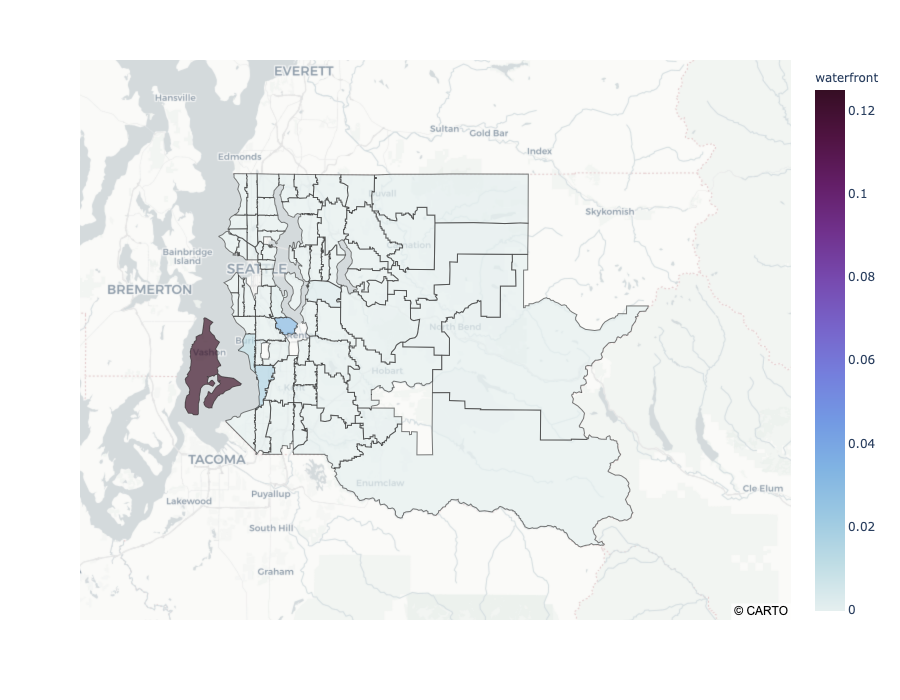 EVERETT
Hansville
Sultan
Gold Bar
Index
Edmonds
Duvall
Skykomish
Carnation
Bainbridge
Island
SEATTLE
BREMERTON
North Bend
Vashon
Hobart
TACOMA
Enumclaw
Lakewood
Puyallup
South Hill
Graham
Cle Elum
© CARTO
waterfront
0.12
0.1
0.08
0.06
0.04
0.02
0